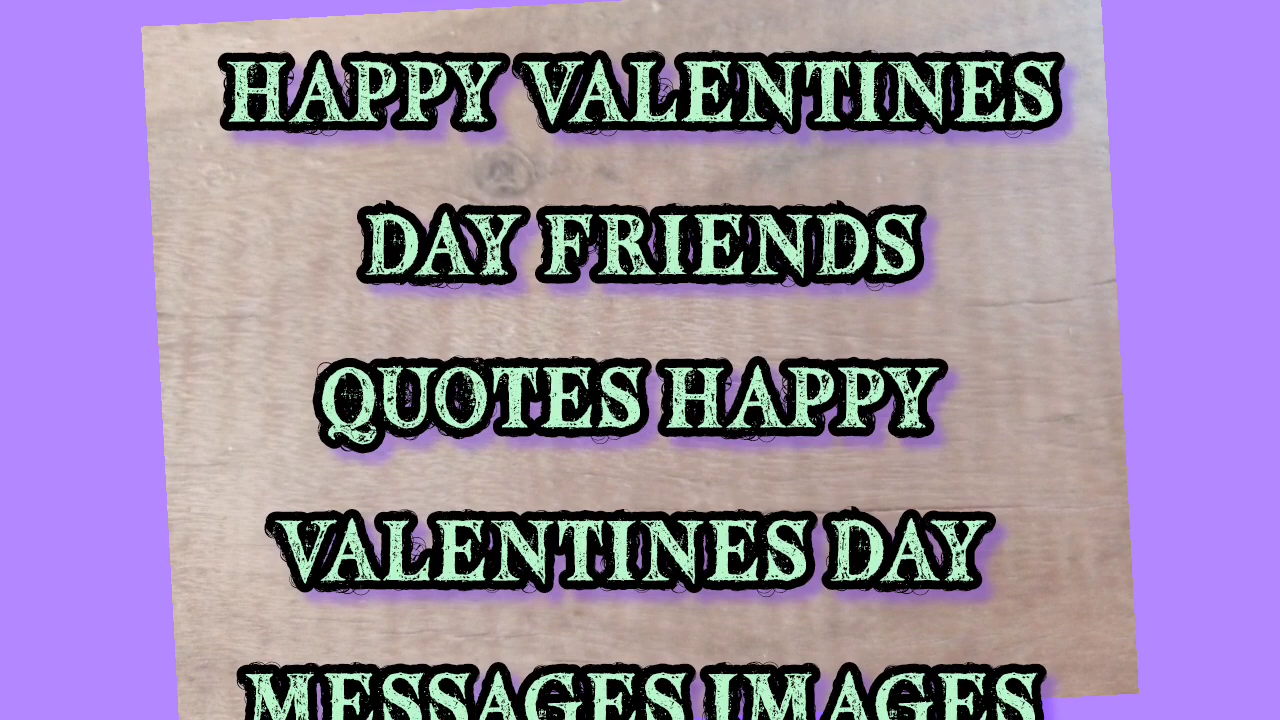 HAPPY VALENTINES
DAY FRIENDS
QUOTES HAPPY
VALENTINES DAY
MESSAGES IMAGES